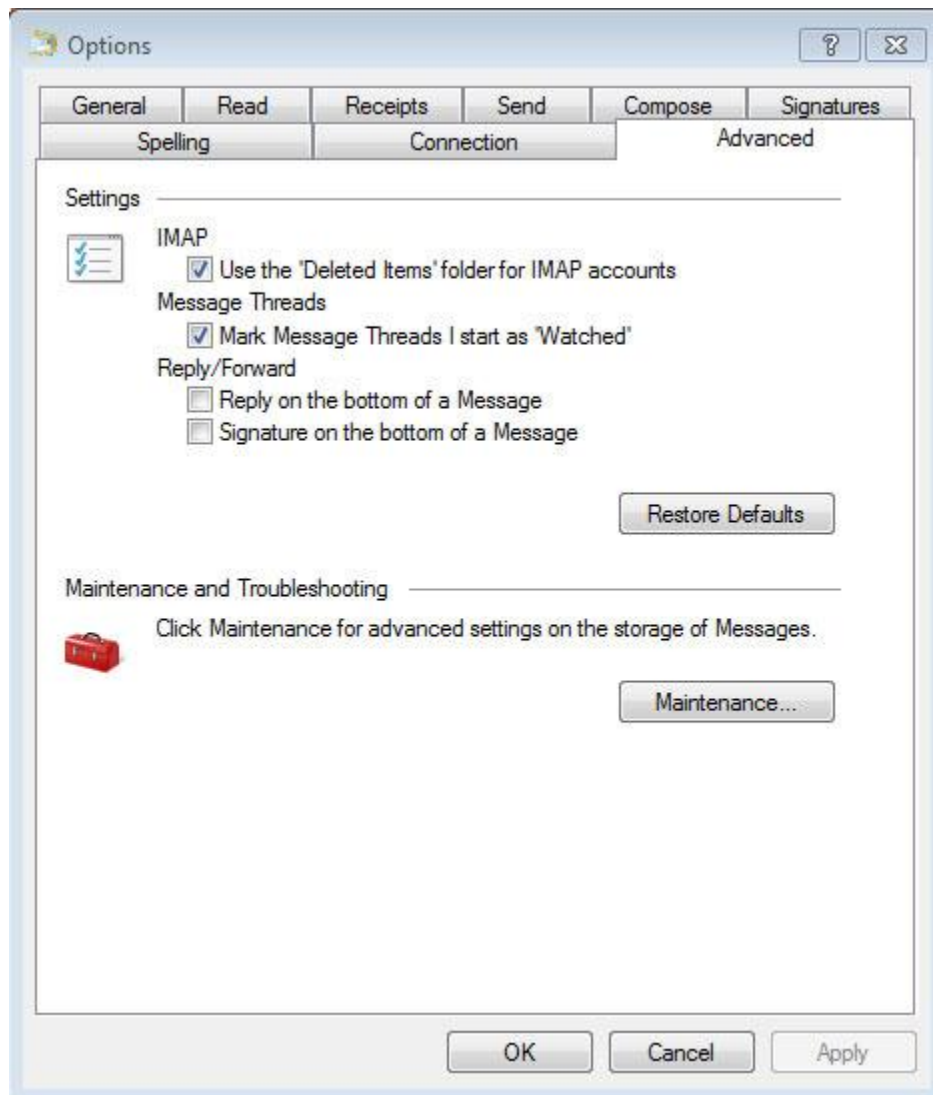 Options
General Read Receipts Send Compose Signatures
Spelling Connection Advanced
Settings
IMAP
Use the 'Deleted Items' folder for IMAP accounts
Message Threads
Mark Message Threads I start as 'Watched'
Reply/Forward
Reply on the bottom of a Message
Signature on the bottom of a Message
Restore Defaults
Maintenance and Troubleshooting
Click Maintenance for advanced settings on the storage of Messages.
Maintenance...
OK Cancel Apply